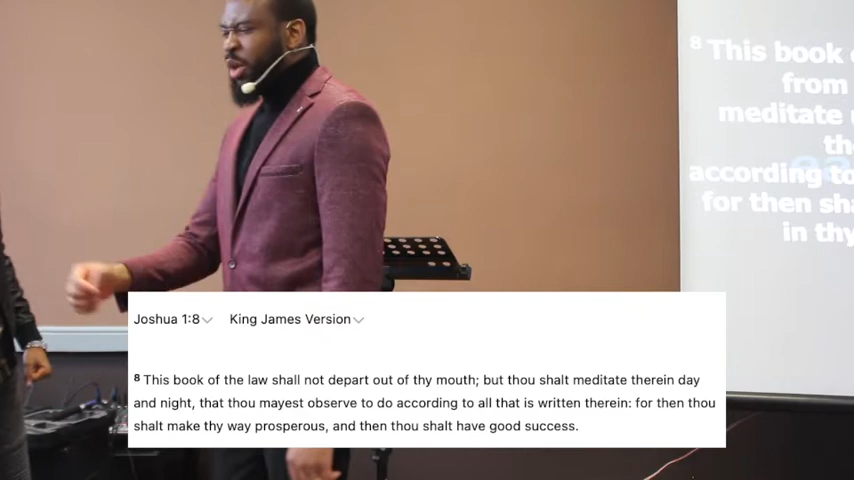 8 This book
from
meditate
the
according to
for then sha
in thy
Joshua 1:8 King James Version
8 This book of the law shall not depart out of thy mouth; but thou shalt meditate therein day
and night, that thou mayest observe to do according to all that is written therein: for then thou
shalt make thy way prosperous, and then thou shalt have good success.